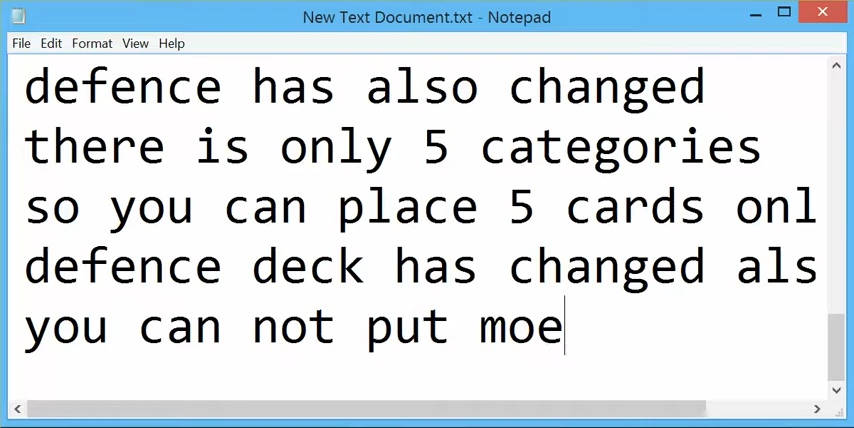 New Text Document.txt - Notepad
File Edit Format View Help
defence has also changed
there is only 5 categories
so you can place 5 cards onl
defence deck has changed als
you can not put moe